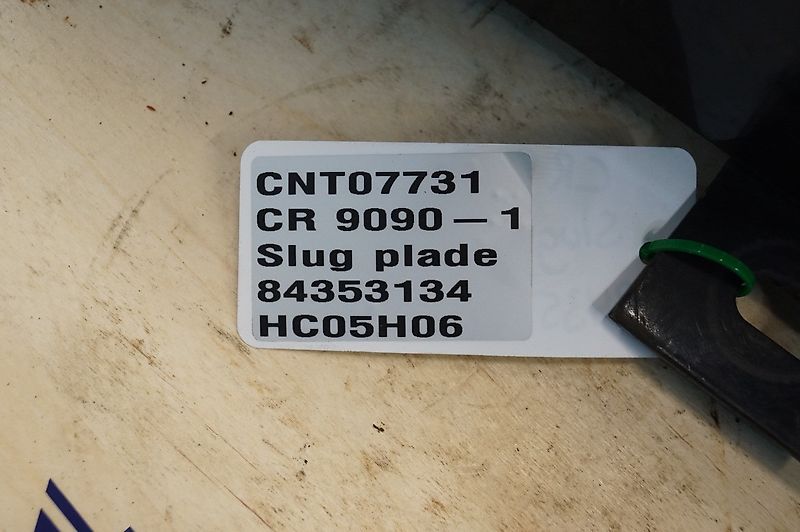 CNT07731
CR 9090 – 1
Slug plade
84353134
HC05H06